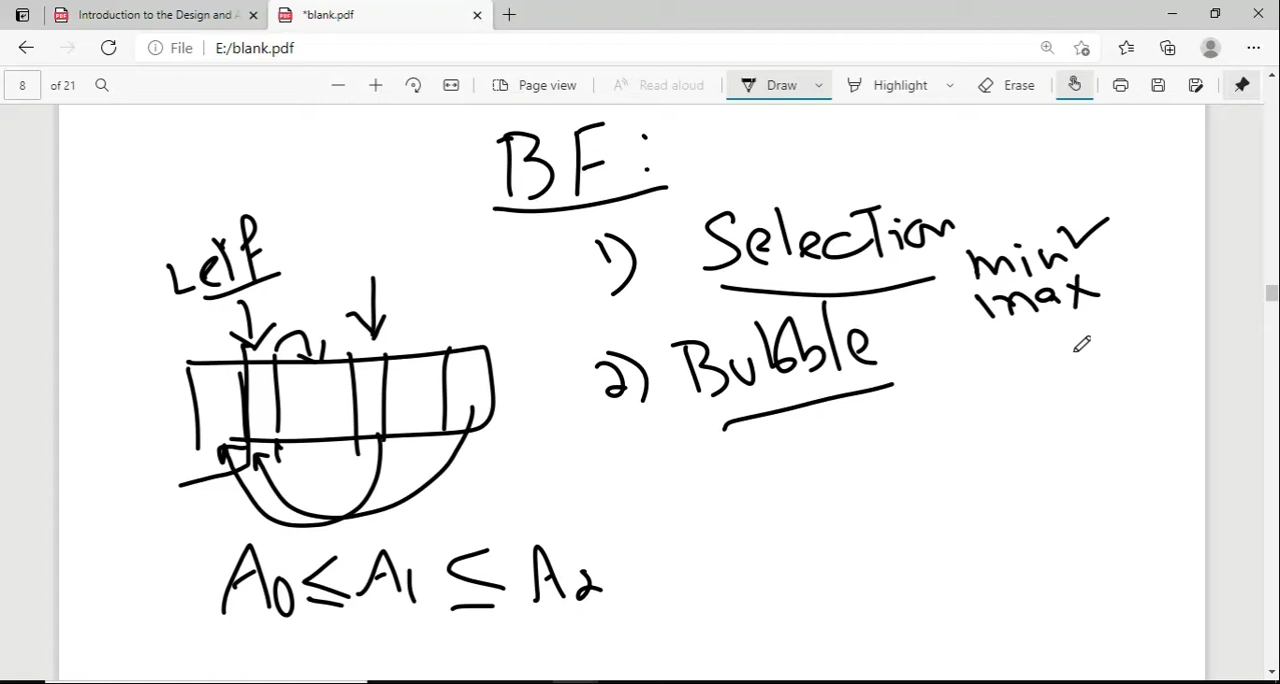 Introduction to the Design and A
*blank.pdf
File E:/blank.pdf
8 of 21 Page view Read aloud Draw Highlight Erase
BF:
1) Selection min
max
2) Bubble
A0 ≤ A1 ≤ A2